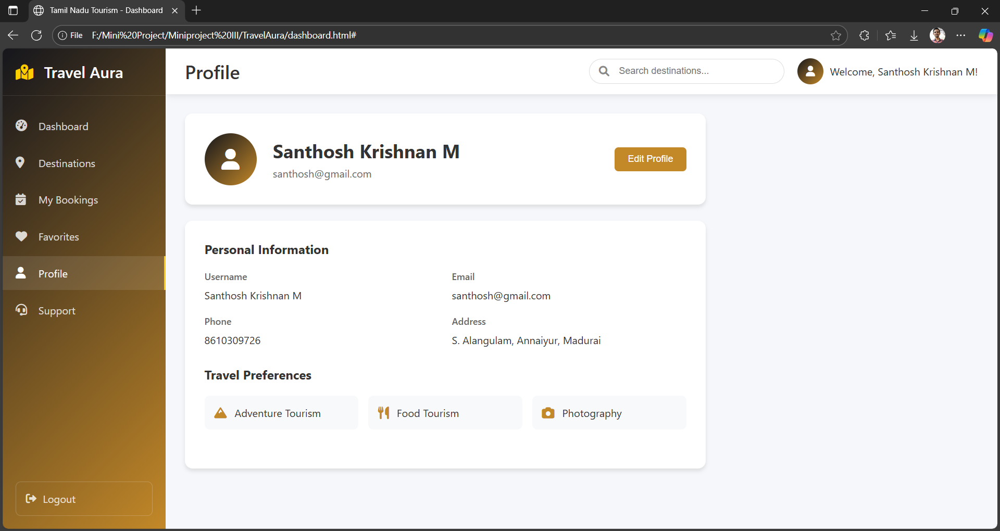 Tamil Nadu Tourism - Dashboard
File F:/Mini%20Project/Miniproject%20III/TravelAura/dashboard.html#
Travel Aura
Dashboard
Destinations
My Bookings
Favorites
Profile
Support
Logout
Profile
Search destinations...
Welcome, Santhosh Krishnan M!
Santhosh Krishnan M
santhosh@gmail.com
Edit Profile
Personal Information
Username
Santhosh Krishnan M
Email
santhosh@gmail.com
Phone
8610309726
Address
S. Alangulam, Annaiyur, Madurai
Travel Preferences
Adventure Tourism
Food Tourism
Photography